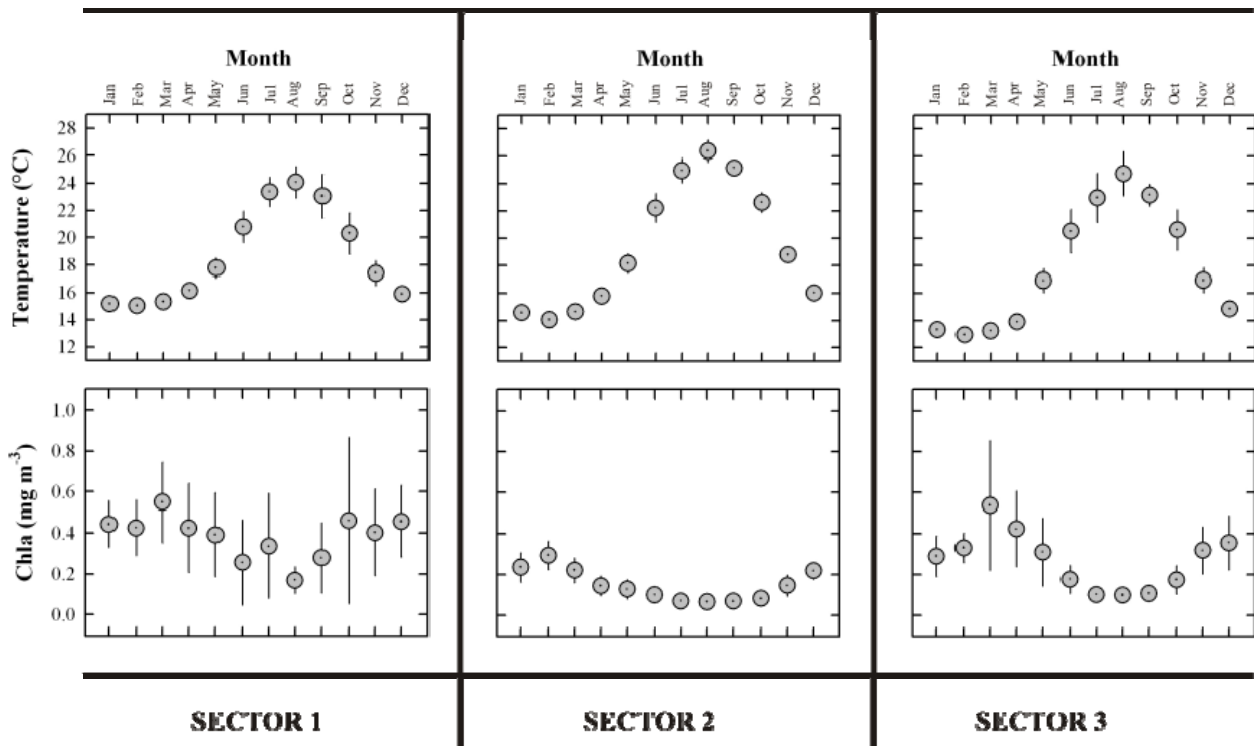 Month
Jan Feb Mar Apr May Jun Jul Aug Sep Oct Nov Dec
Month
Jan Feb Mar Apr May Jun Jul Aug Sep Oct Nov Dec
Month
Jan Feb Mar Apr May Jun Jul Aug Sep Oct Nov Dec
Temperature (°C)
28
26
24
22
20
18
16
14
12
Chla (mg m⁻³)
1.0
0.8
0.6
0.4
0.2
0.0
SECTOR 1
SECTOR 2
SECTOR 3